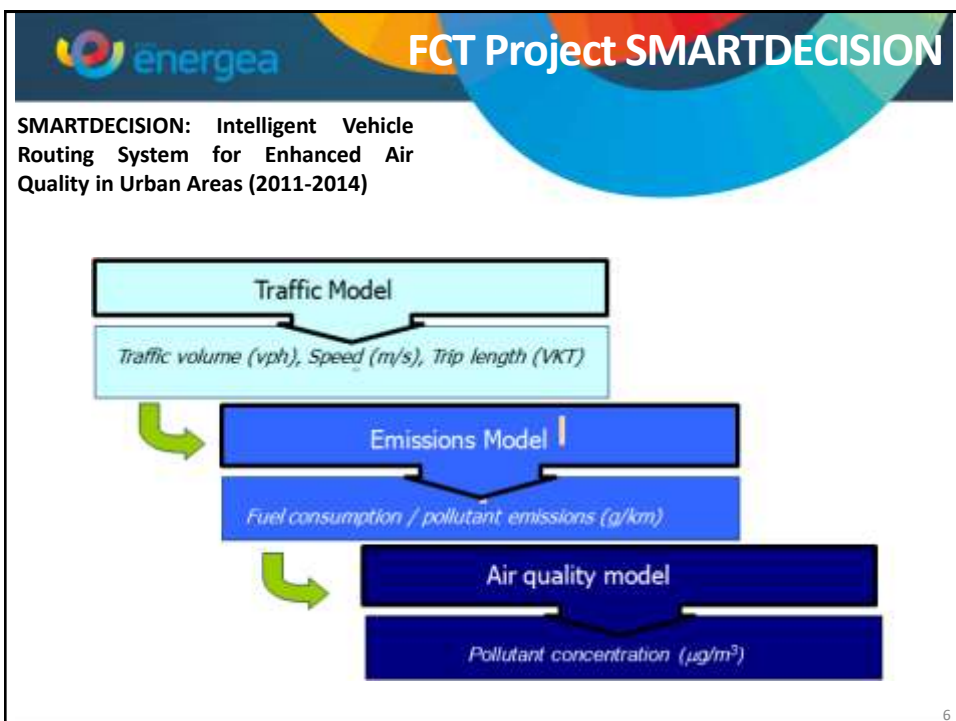 energea
FCT Project SMARTDECISION
SMARTDECISION: Intelligent Vehicle
Routing System for Enhanced Air
Quality in Urban Areas (2011-2014)
Traffic Model
Traffic volume (vph), Speed (m/s), Trip length (VKT)
Emissions Model
Fuel consumption / pollutant emissions (g/km)
Air quality model
Pollutant concentration (µg/m³)
6